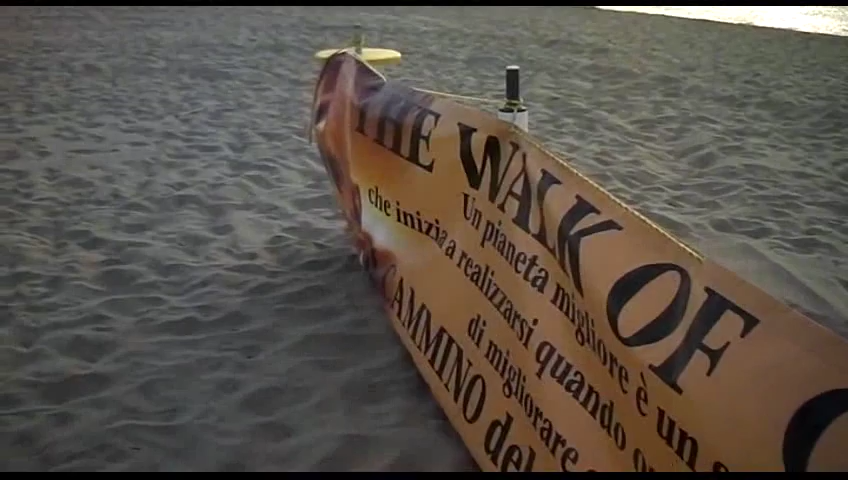 THE WALK OF
Un pianeta migliore è un
che inizia a realizzarsi quando
di migliorare
CAMMINO del